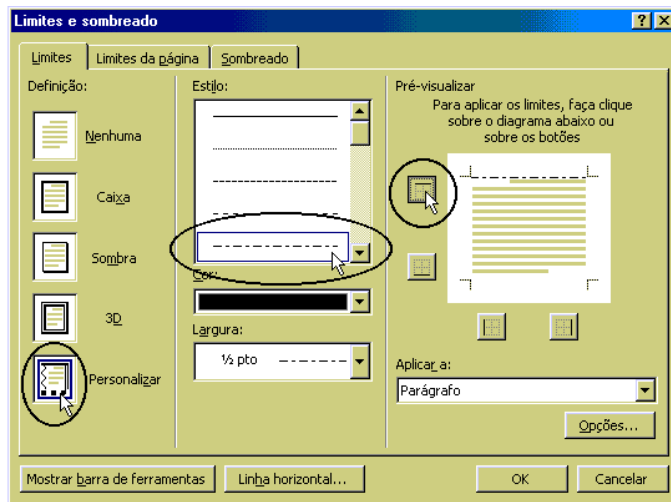 Limites e sombreado
Limites
Limites da página
Sombreado
Definição:
Nenhuma
Caixa
Sombra
3D
Personalizar
Estilo:
Cor:
Largura:
½ pto
Pré-visualizar
Para aplicar os limites, faça clique
sobre o diagrama abaixo ou
sobre os botões
Aplicar a:
Parágrafo
Opções...
Mostrar barra de ferramentas
Linha horizontal...
OK
Cancelar